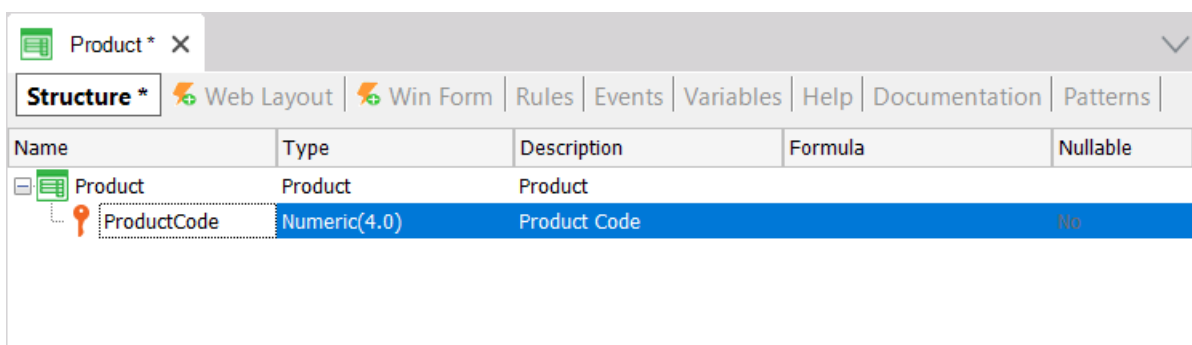 Product *
Structure * Web Layout Win Form Rules Events Variables Help Documentation Patterns
Name Type Description Formula Nullable
Product Product Product
ProductCode Numeric(4.0) Product Code No